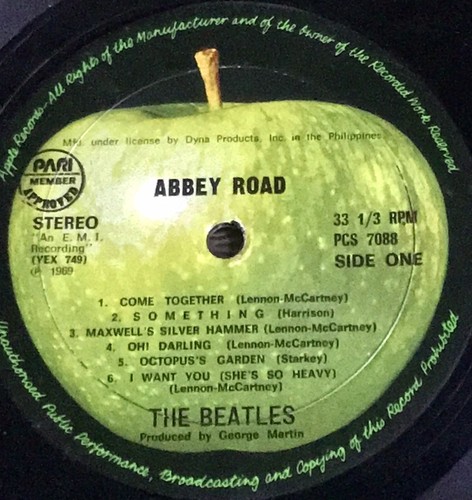 Apple Records–All Rights of the Manufacturer and of the Owner of the Recorded Work Reserved
Mfg. under license by Dyna Products, Inc. in the Philippines.
PARI
MEMBER
APPROVED
ABBEY ROAD
STEREO
"An E. M. I.
Recording"
(YEX 749)
℗ 1969
33 1/3 RPM
PCS 7088
SIDE ONE
1. COME TOGETHER (Lennon-McCartney)
2. SOMETHING (Harrison)
3. MAXWELL'S SILVER HAMMER (Lennon-McCartney)
4. OH! DARLING (Lennon-McCartney)
5. OCTOPUS'S GARDEN (Starkey)
6. I WANT YOU (SHE'S SO HEAVY)
(Lennon-McCartney)
THE BEATLES
Produced by George Martin
Unauthorised Public Performance, Broadcasting and Copying of this Record Prohibited